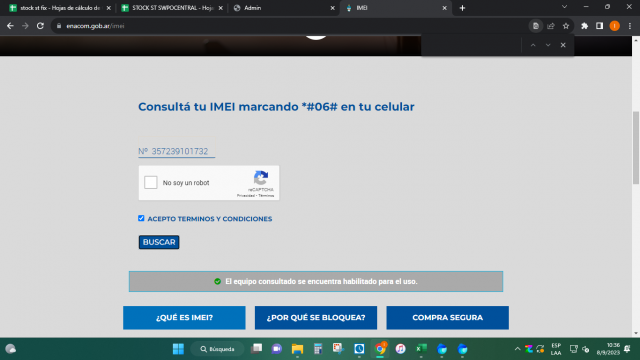 stock st fix - Hojas de cálculo de
STOCK ST SWPOCENTRAL - Hoja
Admin
IMEI
enacom.gob.ar/imei
Consultá tu IMEI marcando *#06# en tu celular
Nº 357239101732
No soy un robot
reCAPTCHA
Privacidad - Términos
ACEPTO TERMINOS Y CONDICIONES
BUSCAR
El equipo consultado se encuentra habilitado para el uso.
¿QUÉ ES IMEI?
¿POR QUÉ SE BLOQUEA?
COMPRA SEGURA
Búsqueda
ESP
LAA
10:36
8/9/2023